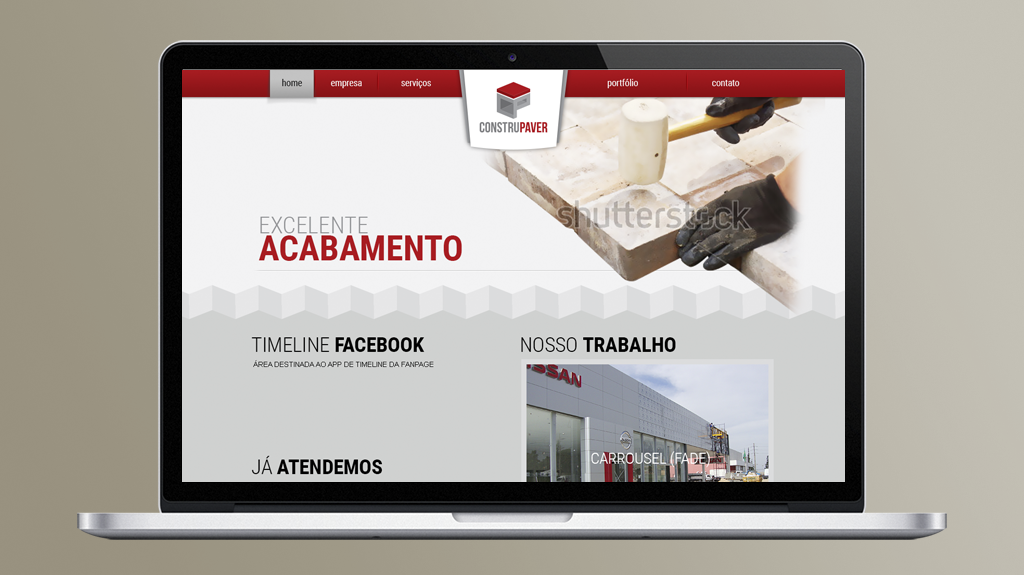 home
empresa
serviços
portfólio
contato
CONSTRUPAVER
shutterstock
EXCELENTE
ACABAMENTO
TIMELINE FACEBOOK
ÁREA DESTINADA AO APP DE TIMELINE DA FANPAGE
NOSSO TRABALHO
SSAN
CARROUSEL (FADE)
JÁ ATENDEMOS